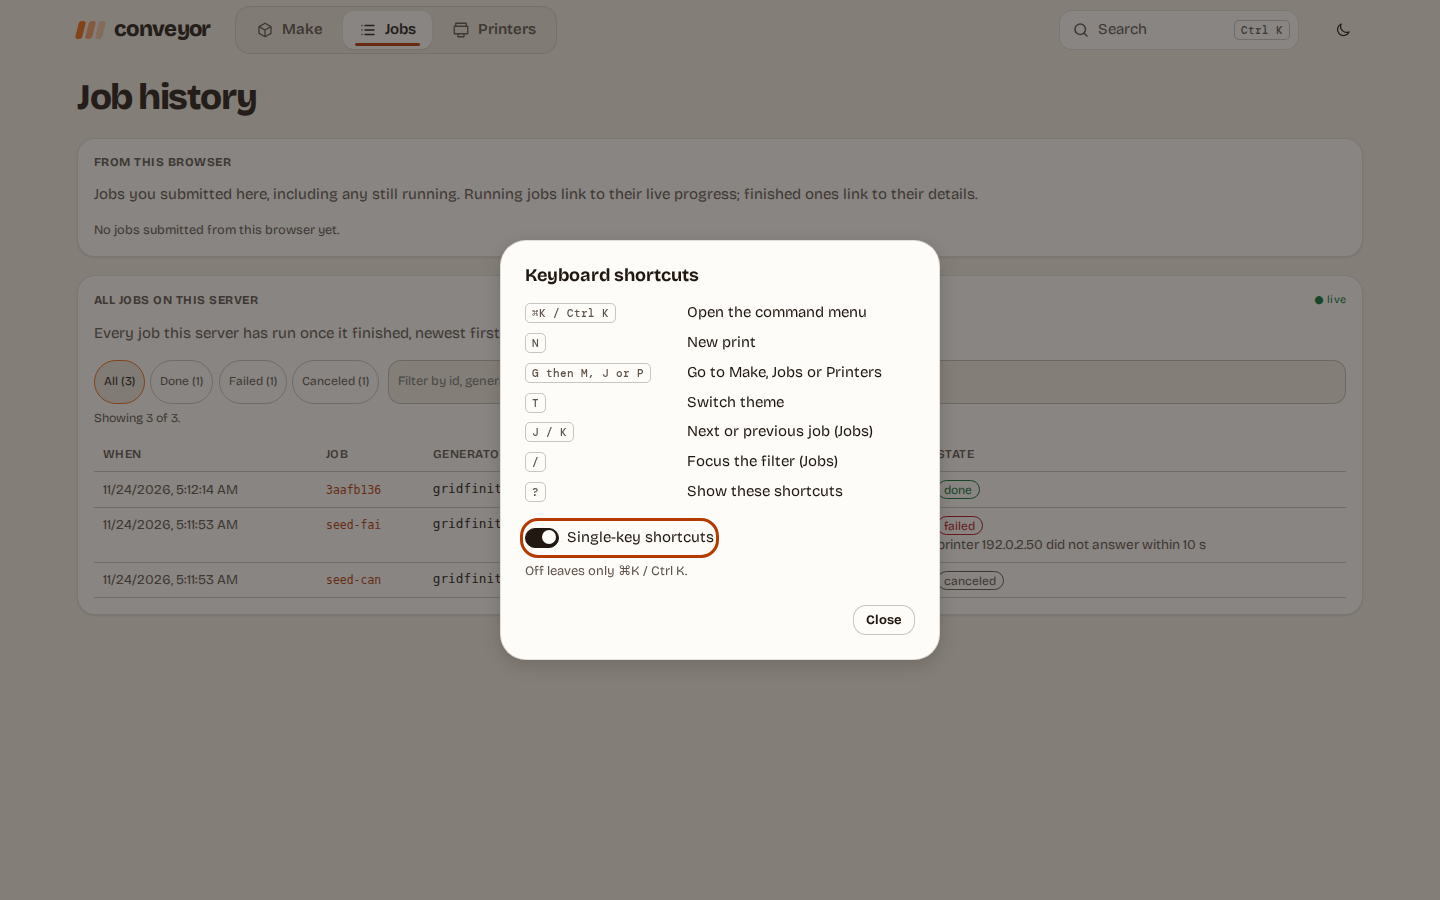 conveyor
Make
Jobs
Printers
Search
Ctrl K
Job history
FROM THIS BROWSER
Jobs you submitted here, including any still running. Running jobs link to their live progress; finished ones link to their details.
No jobs submitted from this browser yet.
ALL JOBS ON THIS SERVER
live
Every job this server has run once it finished, newest first
All (3)
Done (1)
Failed (1)
Canceled (1)
Filter by id,
Showing 3 of 3.
WHEN JOB STATE
11/24/2026, 5:12:14 AM 3aafb136 done
11/24/2026, 5:11:53 AM seed-fai failed
printer 192.0.2.50 did not answer within 10 s
11/24/2026, 5:11:53 AM seed-can canceled
Keyboard shortcuts
⌘K / Ctrl K Open the command menu
N New print
G then M, J or P Go to Make, Jobs or Printers
T Switch theme
J / K Next or previous job (Jobs)
/ Focus the filter (Jobs)
? Show these shortcuts
Single-key shortcuts
Off leaves only ⌘K / Ctrl K.
Close